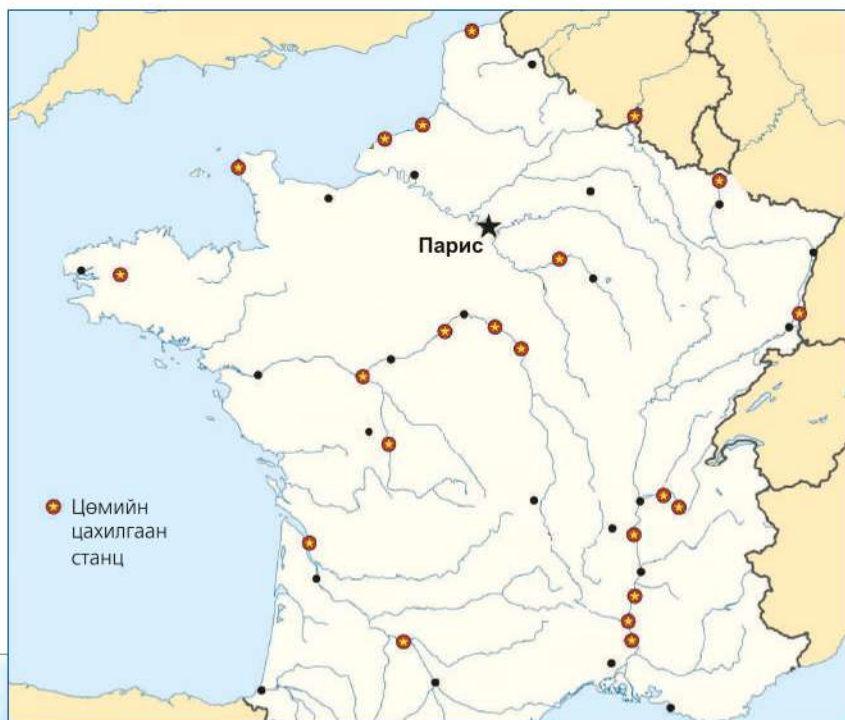 Парис
Цөмийн
цахилгаан
станц